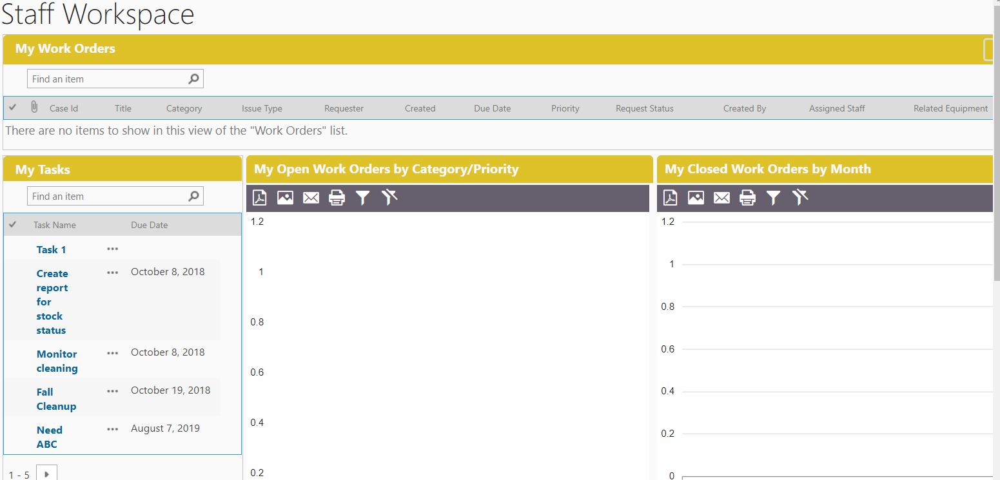 Staff Workspace
My Work Orders
Find an item
Case Id Title Category Issue Type Requester Created Due Date Priority Request Status Created By Assigned Staff Related Equipment
There are no items to show in this view of the "Work Orders" list.
My Tasks
Find an item
Task Name Due Date
Task 1 •••
Create ••• October 8, 2018
report
for
stock
status
Monitor ••• October 8, 2018
cleaning
Fall ••• October 19, 2018
Cleanup
Need ••• August 7, 2019
ABC
1 - 5
My Open Work Orders by Category/Priority
1.2
1
0.8
0.6
0.4
0.2
My Closed Work Orders by Month
1.2
1
0.8
0.6
0.4
0.2
0